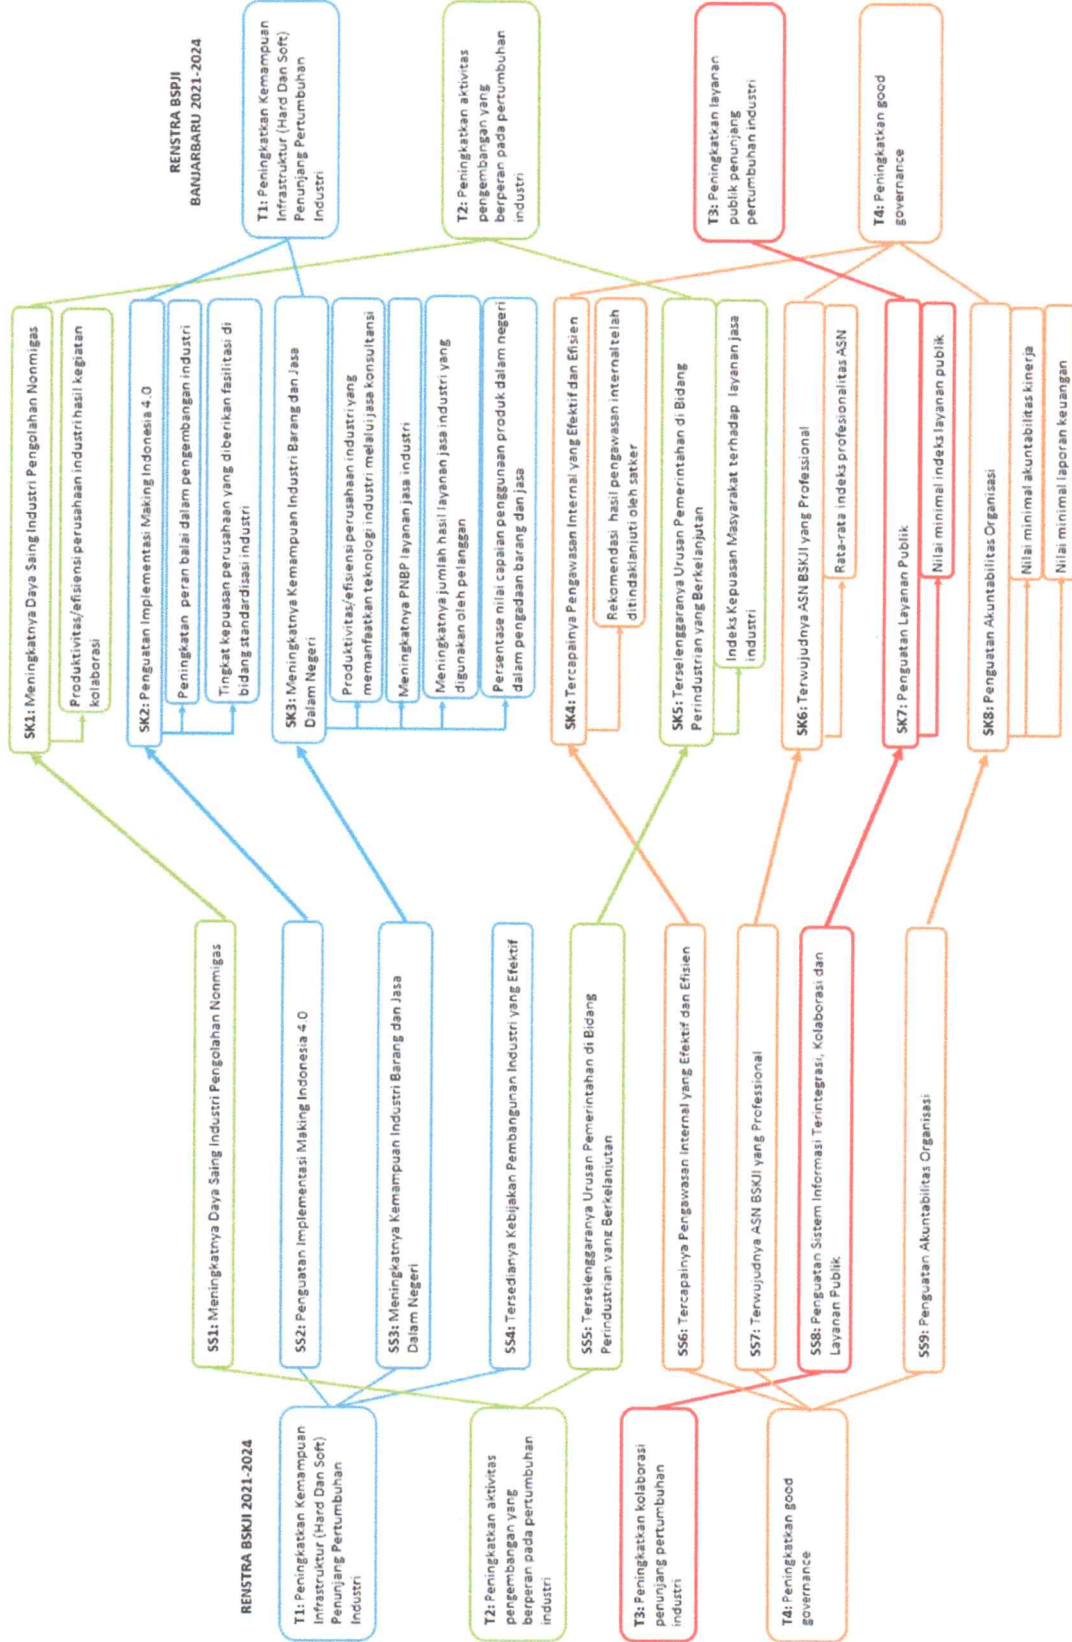 RENSTRA BSKJI 2021-2024
T1: Peningkatan Kemampuan
Infrastruktur (Hard Dan Soft)
Penunjang Pertumbuhan
Industri
T2: Peningkatan aktivitas
pengembangan yang
berperan pada pertumbuhan
industri
T3: Peningkatan kolaborasi
penunjang pertumbuhan
industri
T4: Peningkatan good
governance
SS1: Meningkatnya Daya Saing Industri Pengolahan Nonmigas
SS2: Penguatan Implementasi Making Indonesia 4.0
SS3: Meningkatnya Kemampuan Industri Barang dan Jasa
Dalam Negeri
SS4: Tersedianya Kebijakan Pembangunan Industri yang Efektif
SS5: Terselenggaranya Urusan Pemerintahan di Bidang
Perindustrian yang Berkelanjutan
SS6: Tercapainya Pengawasan Internal yang Efektif dan Efisien
SS7: Terwujudnya ASN BSKJI yang Professional
SS8: Penguatan Sistem Informasi Terintegrasi, Kolaborasi dan
Layanan Publik
SS9: Penguatan Akuntabilitas Organisasi
SK1: Meningkatnya Daya Saing Industri Pengolahan Nonmigas
Produktivitas/efisiensi perusahaan industri hasil kegiatan
kolaborasi
SK2: Penguatan Implementasi Making Indonesia 4.0
Peningkatan peran balai dalam pengembangan industri
Tingkat kepuasan perusahaan yang diberikan fasilitasi di
bidang standardisasi industri
SK3: Meningkatnya Kemampuan Industri Barang dan Jasa
Dalam Negeri
Produktivitas/efisiensi perusahaan industri yang
memanfaatkan teknologi industri melalui jasa konsultansi
Meningkatnya PNBP layanan jasa industri
Meningkatnya jumlah hasil layanan jasa industri yang
digunakan oleh pelanggan
Persentase nilai capaian penggunaan produk dalam negeri
dalam pengadaan barang dan jasa
SK4: Tercapainya Pengawasan Internal yang Efektif dan Efisien
Rekomendasi hasil pengawasan internal telah
ditindaklanjuti oleh satker
SK5: Terselenggaranya Urusan Pemerintahan di Bidang
Perindustrian yang Berkelanjutan
Indeks Kepuasan Masyarakat terhadap layanan jasa
industri
SK6: Terwujudnya ASN BSKJI yang Professional
Rata-rata indeks profesionalitas ASN
SK7: Penguatan Layanan Publik
Nilai minimal indeks layanan publik
SK8: Penguatan Akuntabilitas Organisasi
Nilai minimal akuntabilitas kinerja
Nilai minimal laporan keuangan
RENSTRA BSPJI
BANJARBARU 2021-2024
T1: Peningkatan Kemampuan
Infrastruktur (Hard Dan Soft)
Penunjang Pertumbuhan
Industri
T2: Peningkatan aktivitas
pengembangan yang
berperan pada pertumbuhan
industri
T3: Peningkatan layanan
publik penunjang
pertumbuhan industri
T4: Peningkatan good
governance